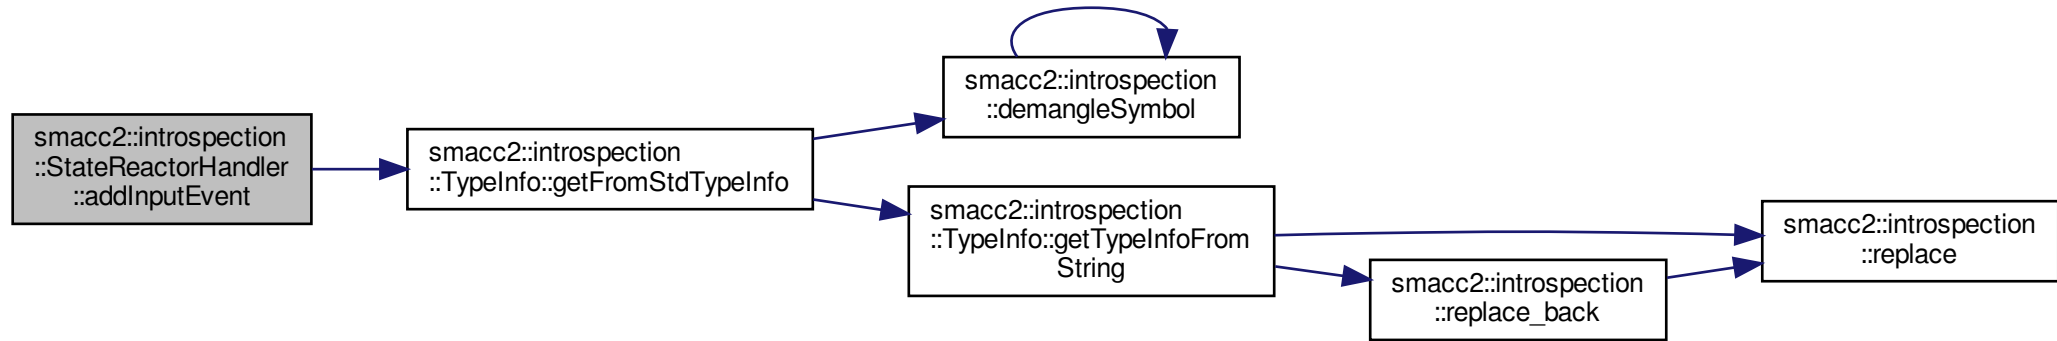 smacc2::introspection
::StateReactorHandler
::addInputEvent
smacc2::introspection
::TypeInfo::getFromStdTypeInfo
smacc2::introspection
::demangleSymbol
smacc2::introspection
::TypeInfo::getTypeInfoFrom
String
smacc2::introspection
::replace_back
smacc2::introspection
::replace